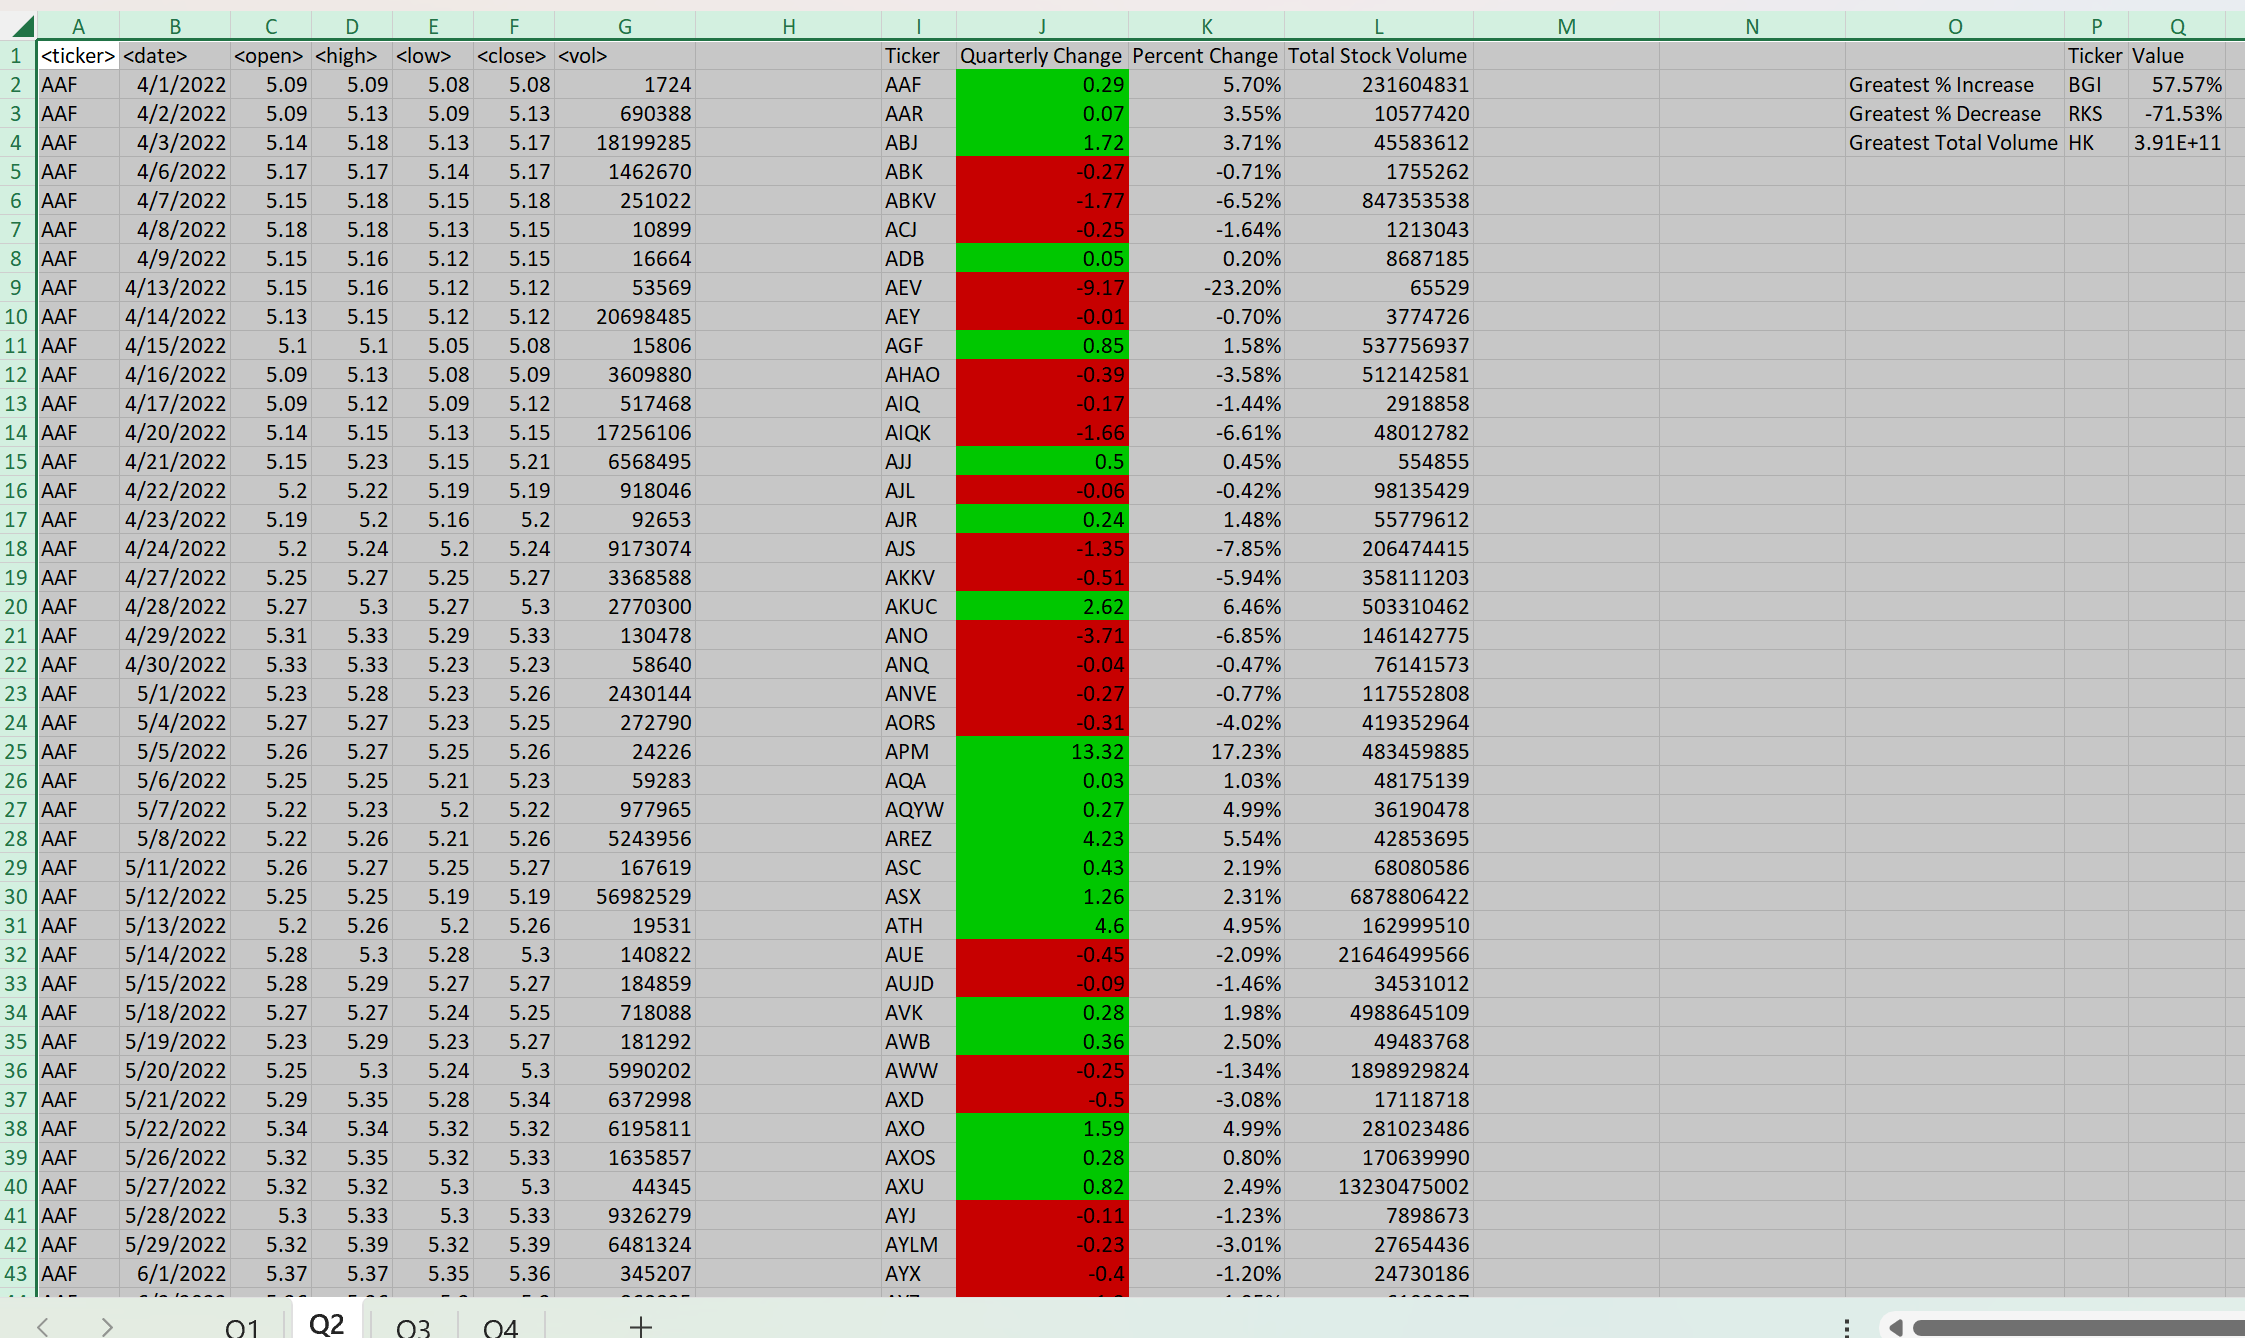 A B C D E F G H I J K L M N O P Q
1 <ticker> <date> <open> <high> <low> <close> <vol> Ticker Quarterly Change Percent Change Total Stock Volume Ticker Value
2 AAF 4/1/2022 5.09 5.09 5.08 5.08 1724 AAF 0.29 5.70% 231604831 Greatest % Increase BGI 57.57%
3 AAF 4/2/2022 5.09 5.13 5.09 5.13 690388 AAR 0.07 3.55% 10577420 Greatest % Decrease RKS -71.53%
4 AAF 4/3/2022 5.14 5.18 5.13 5.17 18199285 ABJ 1.72 3.71% 45583612 Greatest Total Volume HK 3.91E+11
5 AAF 4/6/2022 5.17 5.17 5.14 5.17 1462670 ABK -0.27 -0.71% 1755262
6 AAF 4/7/2022 5.15 5.18 5.15 5.18 251022 ABKV -1.77 -6.52% 847353538
7 AAF 4/8/2022 5.18 5.18 5.13 5.15 10899 ACJ -0.25 -1.64% 1213043
8 AAF 4/9/2022 5.15 5.16 5.12 5.15 16664 ADB 0.05 0.20% 8687185
9 AAF 4/13/2022 5.15 5.16 5.12 5.12 53569 AEV -9.17 -23.20% 65529
10 AAF 4/14/2022 5.13 5.15 5.12 5.12 20698485 AEY -0.01 -0.70% 3774726
11 AAF 4/15/2022 5.1 5.1 5.05 5.08 15806 AGF 0.85 1.58% 537756937
12 AAF 4/16/2022 5.09 5.13 5.08 5.09 3609880 AHAO -0.39 -3.58% 512142581
13 AAF 4/17/2022 5.09 5.12 5.09 5.12 517468 AIQ -0.17 -1.44% 2918858
14 AAF 4/20/2022 5.14 5.15 5.13 5.15 17256106 AIQK -1.66 -6.61% 48012782
15 AAF 4/21/2022 5.15 5.23 5.15 5.21 6568495 AJJ 0.5 0.45% 554855
16 AAF 4/22/2022 5.2 5.22 5.19 5.19 918046 AJL -0.06 -0.42% 98135429
17 AAF 4/23/2022 5.19 5.2 5.16 5.2 92653 AJR 0.24 1.48% 55779612
18 AAF 4/24/2022 5.2 5.24 5.2 5.24 9173074 AJS -1.35 -7.85% 206474415
19 AAF 4/27/2022 5.25 5.27 5.25 5.27 3368588 AKKV -0.51 -5.94% 358111203
20 AAF 4/28/2022 5.27 5.3 5.27 5.3 2770300 AKUC 2.62 6.46% 503310462
21 AAF 4/29/2022 5.31 5.33 5.29 5.33 130478 ANO -3.71 -6.85% 146142775
22 AAF 4/30/2022 5.33 5.33 5.23 5.23 58640 ANQ -0.04 -0.47% 76141573
23 AAF 5/1/2022 5.23 5.28 5.23 5.26 2430144 ANVE -0.27 -0.77% 117552808
24 AAF 5/4/2022 5.27 5.27 5.23 5.25 272790 AORS -0.31 -4.02% 419352964
25 AAF 5/5/2022 5.26 5.27 5.25 5.26 24226 APM 13.32 17.23% 483459885
26 AAF 5/6/2022 5.25 5.25 5.21 5.23 59283 AQA 0.03 1.03% 48175139
27 AAF 5/7/2022 5.22 5.23 5.2 5.22 977965 AQYW 0.27 4.99% 36190478
28 AAF 5/8/2022 5.22 5.26 5.21 5.26 5243956 AREZ 4.23 5.54% 42853695
29 AAF 5/11/2022 5.26 5.27 5.25 5.27 167619 ASC 0.43 2.19% 68080586
30 AAF 5/12/2022 5.25 5.25 5.19 5.19 56982529 ASX 1.26 2.31% 6878806422
31 AAF 5/13/2022 5.2 5.26 5.2 5.26 19531 ATH 4.6 4.95% 162999510
32 AAF 5/14/2022 5.28 5.3 5.28 5.3 140822 AUE -0.45 -2.09% 21646499566
33 AAF 5/15/2022 5.28 5.29 5.27 5.27 184859 AUJD -0.09 -1.46% 34531012
34 AAF 5/18/2022 5.27 5.27 5.24 5.25 718088 AVK 0.28 1.98% 4988645109
35 AAF 5/19/2022 5.23 5.29 5.23 5.27 181292 AWB 0.36 2.50% 49483768
36 AAF 5/20/2022 5.25 5.3 5.24 5.3 5990202 AWW -0.25 -1.34% 1898929824
37 AAF 5/21/2022 5.29 5.35 5.28 5.34 6372998 AXD -0.5 -3.08% 17118718
38 AAF 5/22/2022 5.34 5.34 5.32 5.32 6195811 AXO 1.59 4.99% 281023486
39 AAF 5/26/2022 5.32 5.35 5.32 5.33 1635857 AXOS 0.28 0.80% 170639990
40 AAF 5/27/2022 5.32 5.32 5.3 5.3 44345 AXU 0.82 2.49% 13230475002
41 AAF 5/28/2022 5.3 5.33 5.3 5.33 9326279 AYJ -0.11 -1.23% 7898673
42 AAF 5/29/2022 5.32 5.39 5.32 5.39 6481324 AYLM -0.23 -3.01% 27654436
43 AAF 6/1/2022 5.37 5.37 5.35 5.36 345207 AYX -0.4 -1.20% 24730186
Q1 Q2 Q3 Q4